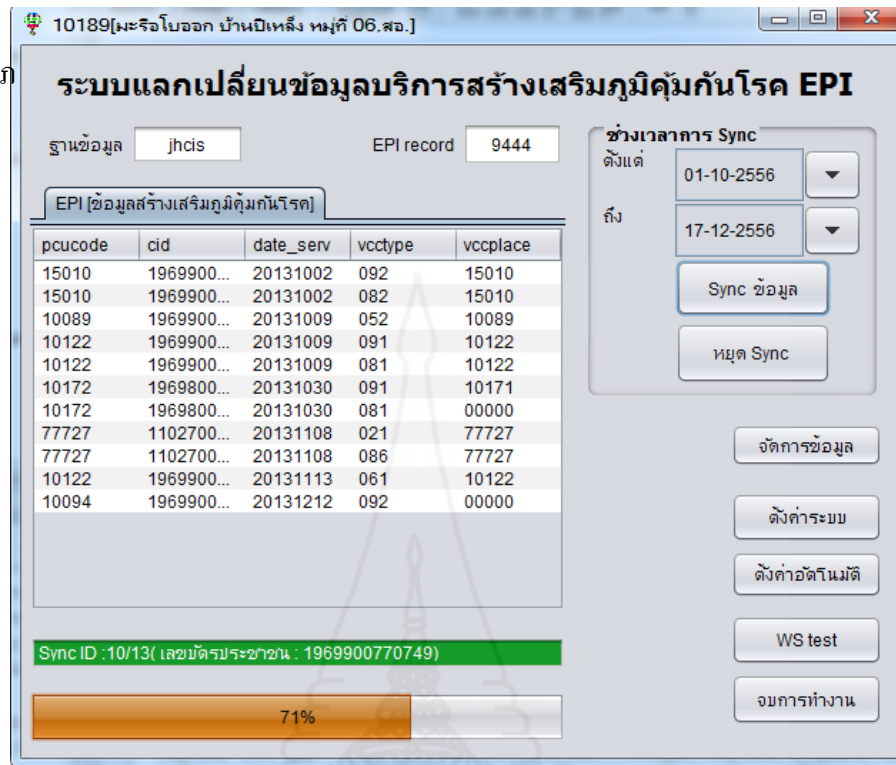 10189[มะรือโบออก บ้านปิเหล็ง หมู่ที่ 06,สอ.]
ระบบแลกเปลี่ยนข้อมูลบริการสร้างเสริมภูมิคุ้มกันโรค EPI
ฐานข้อมูล jhcis EPI record 9444
EPI [ข้อมูลสร้างเสริมภูมิคุ้มกันโรค]
pcucode cid date_serv vcctype vccplace
15010 1969900... 20131002 092 15010
15010 1969900... 20131002 082 15010
10089 1969900... 20131009 052 10089
10122 1969900... 20131009 091 10122
10122 1969900... 20131009 081 10122
10172 1969800... 20131030 091 10171
10172 1969800... 20131030 081 00000
77727 1102700... 20131108 021 77727
77727 1102700... 20131108 086 77727
10122 1969900... 20131113 061 10122
10094 1969900... 20131212 092 00000
Sync ID :10/13( เลขบัตรประชาชน : 1969900770749)
71%
ช่วงเวลาการ Sync
ตั้งแต่ 01-10-2556
ถึง 17-12-2556
Sync ข้อมูล
หยุด Sync
จัดการข้อมูล
ตั้งค่าระบบ
ตั้งค่าอัตโนมัติ
WS test
จบการทำงาน